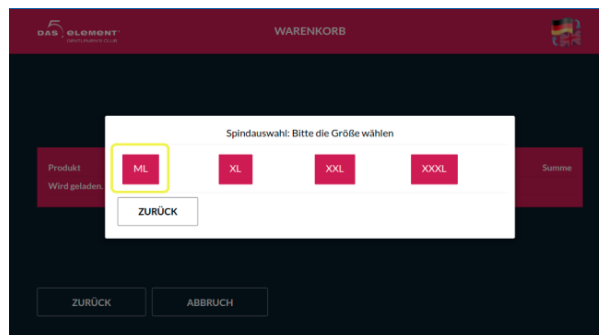 DAS 5 eLement
WARENKORB
Spindauswahl: Bitte die Größe wählen
ML XL XXL XXXL
ZURÜCK
Produkt Summe
Wird geladen.
ZURÜCK ABBRUCH